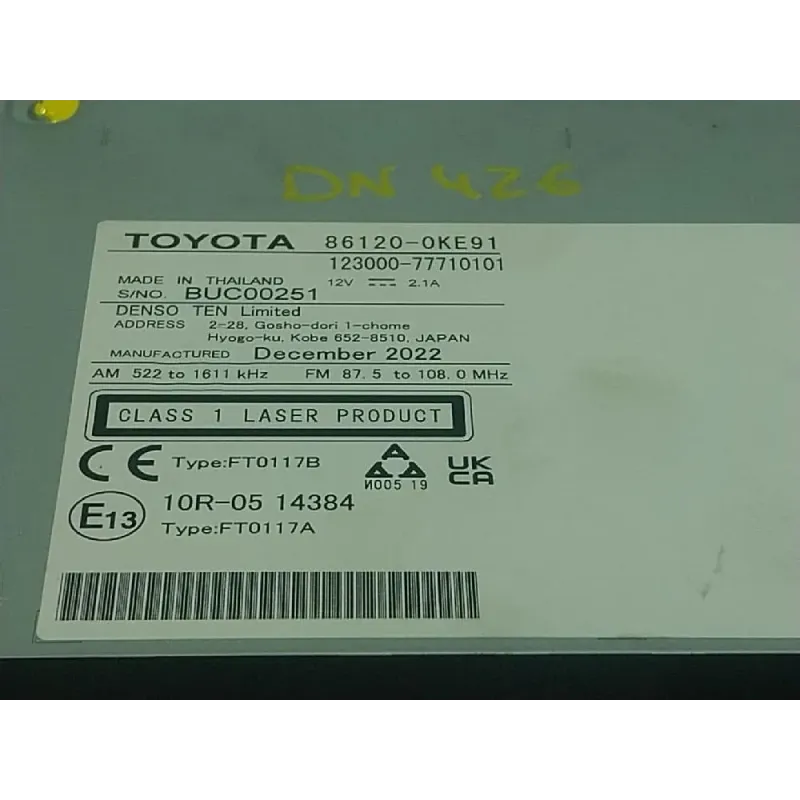 DN 426
TOYOTA 86120-0KE91
123000-77710101
MADE IN THAILAND 12V 2.1A
S/NO. BUC00251
DENSO TEN Limited
ADDRESS 2-28, Gosho-dori 1-chome
Hyogo-ku, Kobe 652-8510, JAPAN
MANUFACTURED December 2022
AM 522 to 1611 kHz FM 87.5 to 108.0 MHz
CLASS 1 LASER PRODUCT
CE Type:FT0117B
И005 19
UK
CA
E13 10R-05 14384
Type:FT0117A